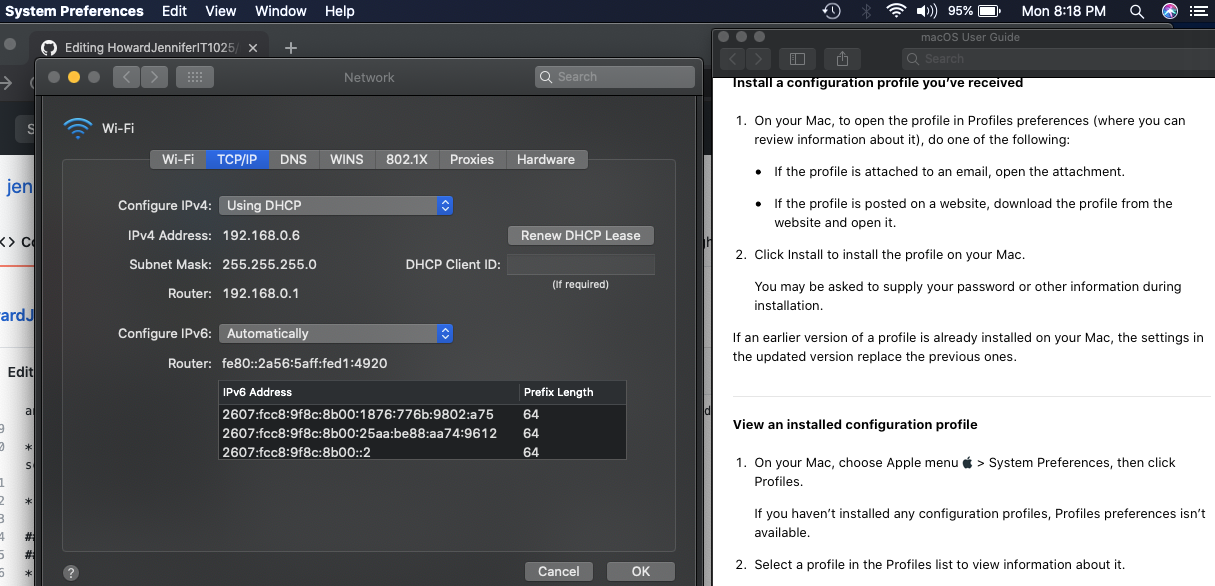 System Preferences Edit View Window Help 95% Mon 8:18 PM
Editing HowardJenniferIT1025/
macOS User Guide
Network
Search
Search
Wi-Fi
Wi-Fi TCP/IP DNS WINS 802.1X Proxies Hardware
Configure IPv4: Using DHCP
IPv4 Address: 192.168.0.6
Renew DHCP Lease
Subnet Mask: 255.255.255.0
DHCP Client ID:
(If required)
Router: 192.168.0.1
Configure IPv6: Automatically
Router: fe80::2a56:5aff:fed1:4920
IPv6 Address Prefix Length
2607:fcc8:9f8c:8b00:1876:776b:9802:a75 64
2607:fcc8:9f8c:8b00:25aa:be88:aa74:9612 64
2607:fcc8:9f8c:8b00::2 64
? Cancel OK
jen
Edit
Install a configuration profile you've received
1. On your Mac, to open the profile in Profiles preferences (where you can
review information about it), do one of the following:
• If the profile is attached to an email, open the attachment.
• If the profile is posted on a website, download the profile from the
website and open it.
2. Click Install to install the profile on your Mac.
You may be asked to supply your password or other information during
installation.
If an earlier version of a profile is already installed on your Mac, the settings in
the updated version replace the previous ones.
View an installed configuration profile
1. On your Mac, choose Apple menu > System Preferences, then click
Profiles.
If you haven't installed any configuration profiles, Profiles preferences isn't
available.
2. Select a profile in the Profiles list to view information about it.